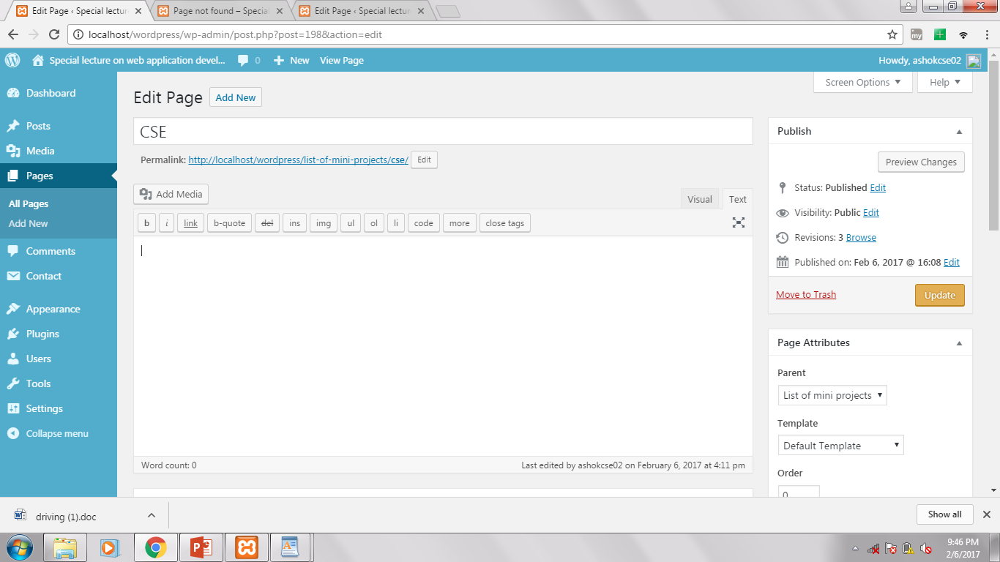 Edit Page ‹ Special lectur
Page not found – Special
Edit Page ‹ Special lectur
localhost/wordpress/wp-admin/post.php?post=198&action=edit
my
Special lecture on web application devel...
0
New
View Page
Howdy, ashokcse02
Dashboard
Posts
Media
Pages
All Pages
Add New
Comments
Contact
Appearance
Plugins
Users
Tools
Settings
Collapse menu
Screen Options
Help
Edit Page
Add New
CSE
Permalink: http://localhost/wordpress/list-of-mini-projects/cse/
Edit
Add Media
Visual
Text
b
i
link
b-quote
del
ins
img
ul
ol
li
code
more
close tags
Word count: 0
Last edited by ashokcse02 on February 6, 2017 at 4:11 pm
Publish
Preview Changes
Status: Published Edit
Visibility: Public Edit
Revisions: 3 Browse
Published on: Feb 6, 2017 @ 16:08 Edit
Move to Trash
Update
Page Attributes
Parent
List of mini projects
Template
Default Template
Order
0
driving (1).doc
Show all
9:46 PM
2/6/2017